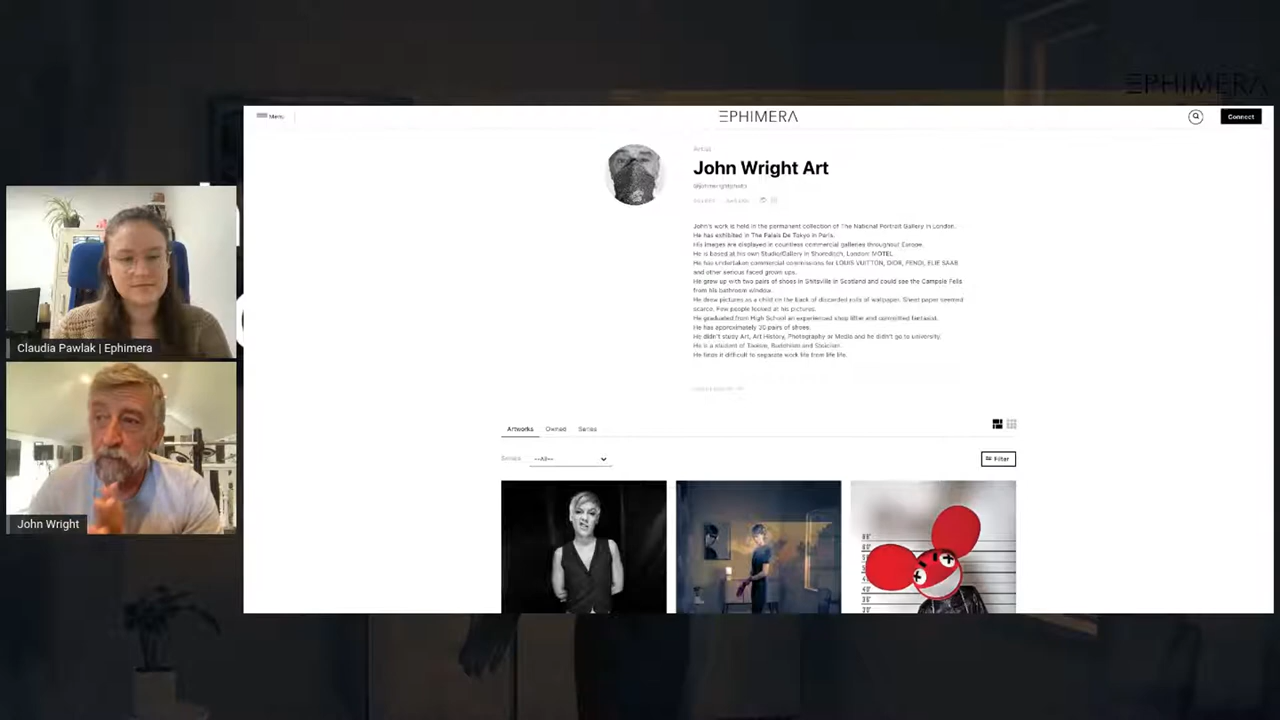 EPHIMERA
Menu
EPHIMERA
Connect
Artist
John Wright Art
John's work is held in the permanent collection of The National Portrait Gallery in London.
He has exhibited in The Palais De Tokyo in Paris.
His images are displayed in countless commercial galleries throughout Europe.
He is based at his own Studio/Gallery in Shoreditch, London: MOTEL
He has undertaken commercial commissions for LOUIS VUITTON, DIOR, FENDI, ELIE SAAB
and other serious faced grown ups.
He grew up with two pairs of shoes in Shitsville in Scotland and could see the Campsie Fells
from his bathroom window.
He drew pictures as a child on the back of discarded rolls of wallpaper. Sheet paper seemed
scarce. Few people looked at his pictures.
He graduated from High School an experienced shop lifter and committed fantasist.
He has approximately 70 pairs of shoes.
He didn't study Art, Art History, Photography or Media and he didn't go to university.
He is a student of Taoism, Buddhism and Stoicism.
He finds it difficult to separate work life from life life.
Artworks Owned Series
--All--
Filter
Claudia Pawlak | Ephimera
John Wright